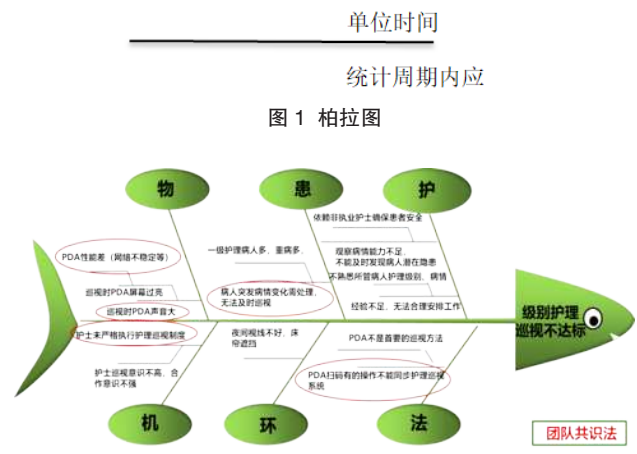 单位时间
统计周期内应
图 1 柏拉图
物
患
护
依赖非执业护士确保患者安全
一级护理病人多、重病多,
观察病情能力不足,
不能及时发现病人潜在隐患
PDA性能差（网络不稳定等）
不熟悉所管病人护理级别、病情
巡视时PDA屏幕过亮
病人突发病情变化需处理,
无法及时巡视
巡视时PDA声音大
经验不足、无法合理安排工作
级别护理
巡视不达标
护士未严格执行护理巡视制度
夜间视线不好、床
帘遮挡
PDA不是首要的巡视方法
护士巡视意识不高、合
作意识不强
PDA扫码有的操作不能同步护理巡视
系统
机
环
法
团队共识法